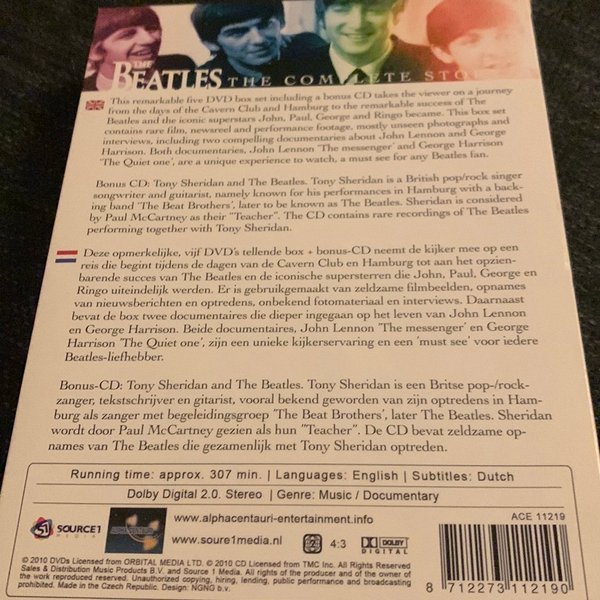 THE BEATLES THE COMPLETE STO
This remarkable five DVD box set including a bonus CD takes the viewer on a journey
from the days of the Cavern Club and Hamburg to the remarkable success of The
Beatles and the iconic superstars John, Paul, George and Ringo became. This box set
contains rare film, newsreel and performance footage, mostly unseen photographs and
interviews, including two compelling documentaries about John Lennon and George
Harrison. Both documentaries, John Lennon 'The messenger' and George Harrison
'The Quiet one', are a unique experience to watch, a must see for any Beatles fan.
Bonus CD: Tony Sheridan and The Beatles. Tony Sheridan is a British pop/rock singer
songwriter and guitarist, namely known for his performances in Hamburg with a back-
ing band 'The Beat Brothers', later to be known as The Beatles. Sheridan is considered
by Paul McCartney as their "Teacher". The CD contains rare recordings of The Beatles
performing together with Tony Sheridan.
Deze opmerkelijke, vijf DVD's tellende box + bonus-CD neemt de kijker mee op een
reis die begint tijdens de dagen van de Cavern Club en Hamburg tot aan het opzien-
barende succes van The Beatles en de iconische supersterren die John, Paul, George en
Ringo uiteindelijk werden. Er is gebruikgemaakt van zeldzame filmbeelden, opnames
van nieuwsberichten en optredens, onbekend fotomateriaal en interviews. Daarnaast
bevat de box twee documentaires die dieper ingaan op het leven van John Lennon
en George Harrison. Beide documentaires, John Lennon 'The messenger' en George
Harrison 'The Quiet one', zijn een unieke kijkerservaring en een 'must see' voor iedere
Beatles-liefhebber.
Bonus-CD: Tony Sheridan and The Beatles. Tony Sheridan is een Britse pop-/rock-
zanger, tekstschrijver en gitarist, vooral bekend geworden van zijn optredens in Ham-
burg als zanger met begeleidingsgroep 'The Beat Brothers', later The Beatles. Sheridan
wordt door Paul McCartney gezien als hun "Teacher". De CD bevat zeldzame op-
names van The Beatles die gezamenlijk met Tony Sheridan optreden.
Running time: approx. 307 min. | Languages: English | Subtitles: Dutch
Dolby Digital 2.0. Stereo | Genre: Music / Documentary
S1 SOURCE 1 MEDIA
www.alphacentauri-entertainment.info
www.soure1media.nl
4:3
DOLBY DIGITAL
ACE 11219
© 2010 DVDs Licensed from ORBITAL MEDIA LTD. © 2010 CD Licensed from TMC Inc. All
Sales & Distribution Music Products B.V. and Source 1 Media. All rights of the producer and of the owner of
the work reproduced reserved. Unauthorized copying, hiring, lending, public performance and broadcasting
prohibited. Made in the Czech Republic. Design: NGNG b.v.
8 712273 112190